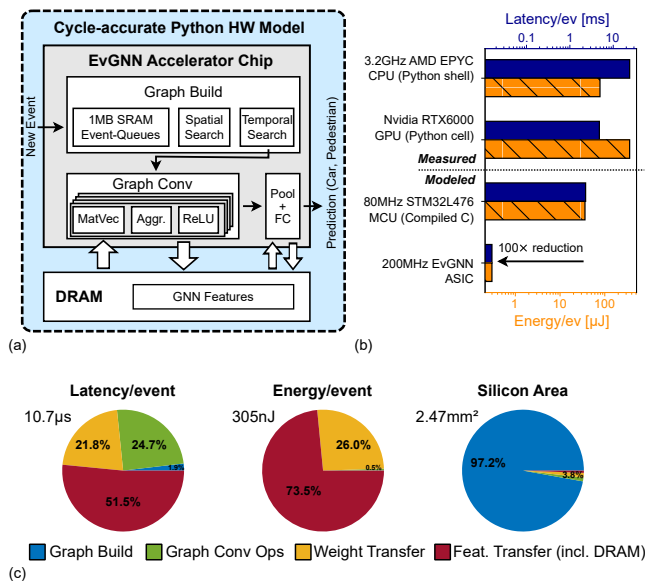 Cycle-accurate Python HW Model
EvGNN Accelerator Chip
Graph Build
1MB SRAM
Event-Queues
Spatial
Search
Temporal
Search
New Event
Graph Conv
MatVec
Aggr.
ReLU
Pool
+
FC
Prediction (Car, Pedestrian)
DRAM
GNN Features
(a)
Latency/ev [ms]
0.1
1
2
10
3.2GHz AMD EPYC
CPU (Python shell)
Nvidia RTX6000
GPU (Python cell)
Measured
Modeled
80MHz STM32L476
MCU (Compiled C)
100× reduction
200MHz EvGNN
ASIC
1
10
100
Energy/ev [µJ]
(b)
Latency/event
10.7µs
21.8%
24.7%
1.9%
51.5%
Energy/event
305nJ
26.0%
0.5%
73.5%
Silicon Area
2.47mm²
97.2%
3.8%
Graph Build
Graph Conv Ops
Weight Transfer
Feat. Transfer (incl. DRAM)
(c)